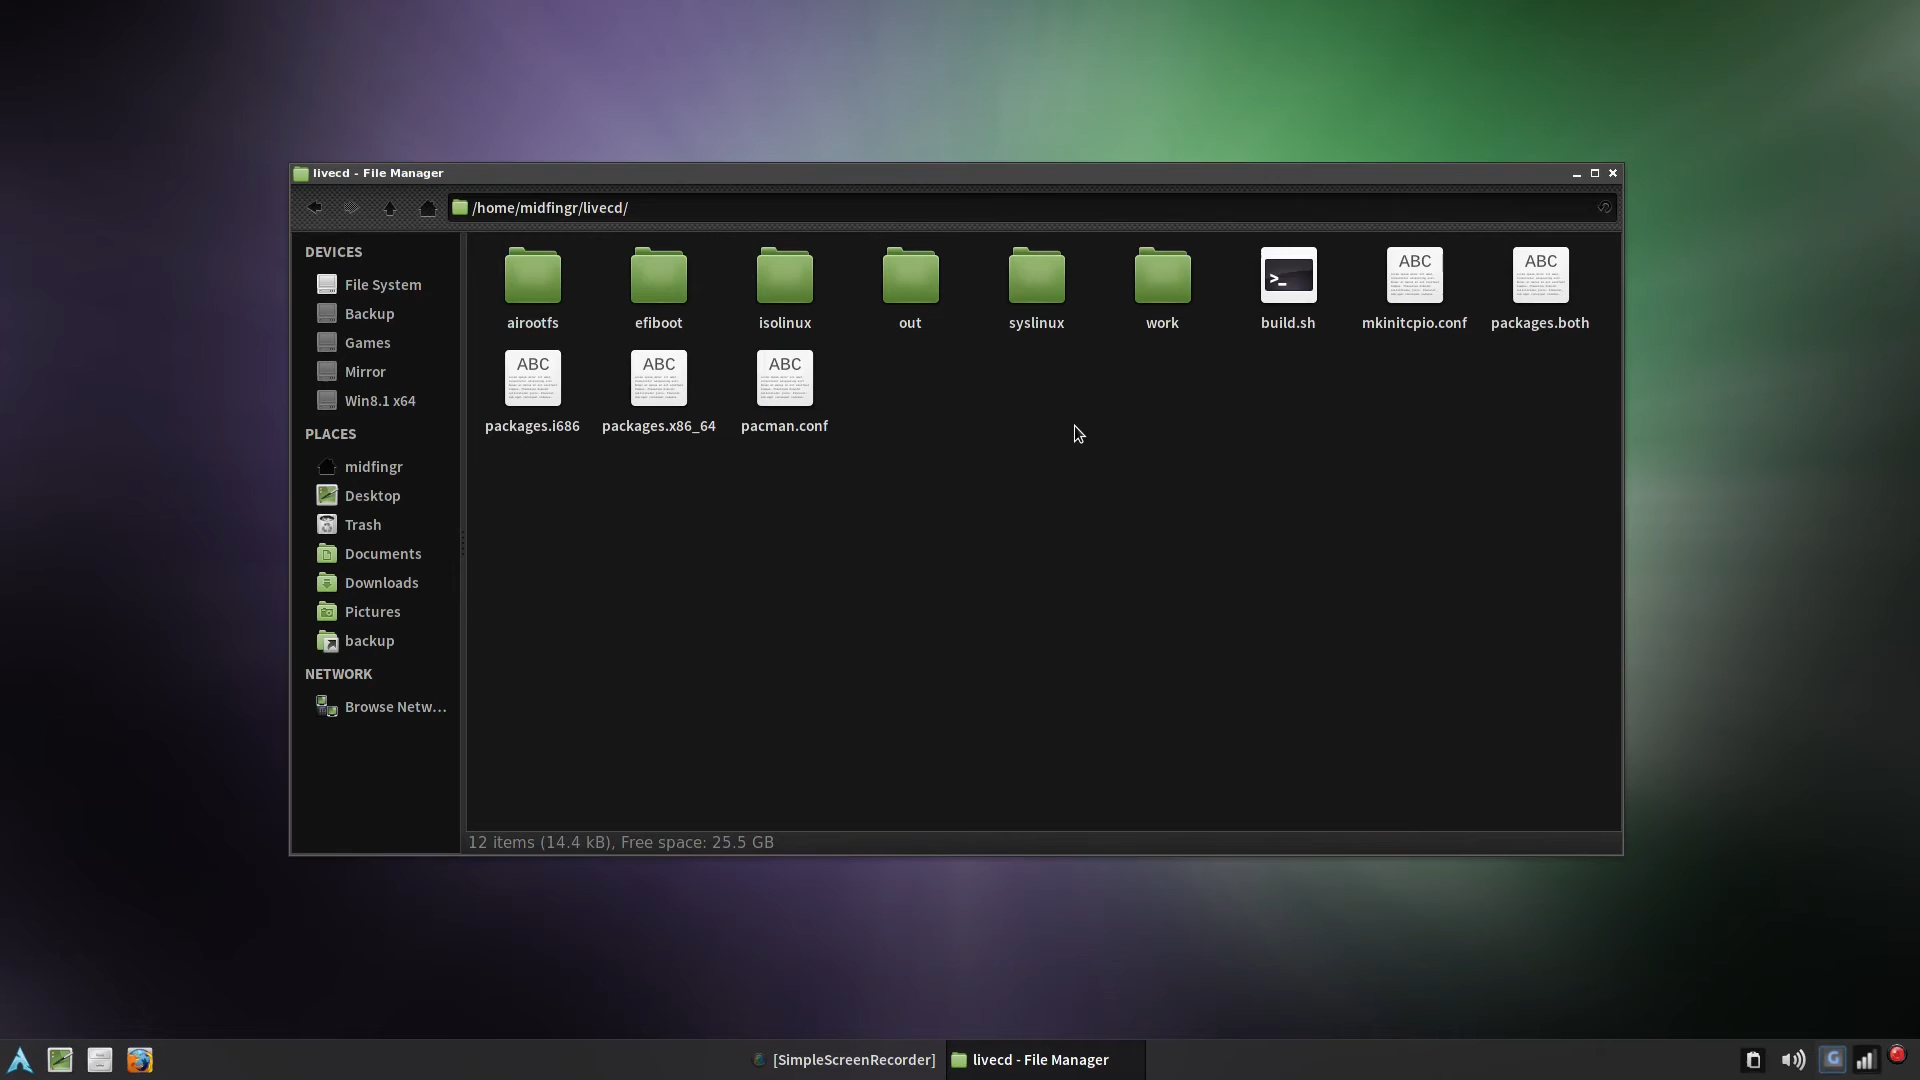 livecd - File Manager
/home/midfingr/livecd/
DEVICES
File System
Backup
Games
Mirror
Win8.1 x64
PLACES
midfingr
Desktop
Trash
Documents
Downloads
Pictures
backup
NETWORK
Browse Netw...
airootfs
efiboot
isolinux
out
syslinux
work
>_
build.sh
ABC
mkinitcpio.conf
ABC
packages.both
ABC
packages.i686
ABC
packages.x86_64
ABC
pacman.conf
12 items (14.4 kB), Free space: 25.5 GB
[SimpleScreenRecorder]
livecd - File Manager
G